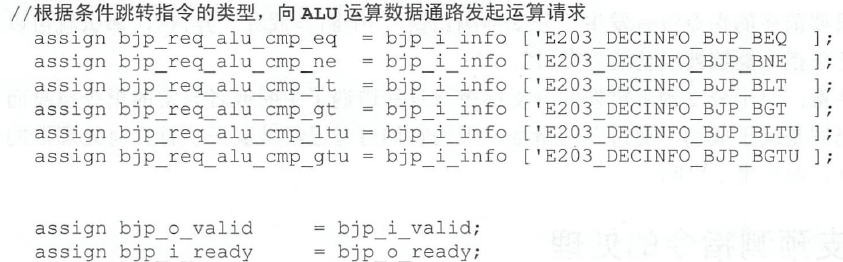 //根据条件跳转指令的类型，向 ALU 运算数据通路发起运算请求
assign bjp_req_alu_cmp_eq = bjp_i_info ['E203_DECINFO_BJP_BEQ ];
assign bjp_req_alu_cmp_ne = bjp_i_info ['E203_DECINFO_BJP_BNE ];
assign bjp_req_alu_cmp_lt = bjp_i_info ['E203_DECINFO_BJP_BLT ];
assign bjp_req_alu_cmp_gt = bjp_i_info ['E203_DECINFO_BJP_BGT ];
assign bjp_req_alu_cmp_ltu = bjp_i_info ['E203_DECINFO_BJP_BLTU ];
assign bjp_req_alu_cmp_gtu = bjp_i_info ['E203_DECINFO_BJP_BGTU ];
assign bjp_o_valid = bjp_i_valid;
assign bjp_i_ready = bjp_o_ready;